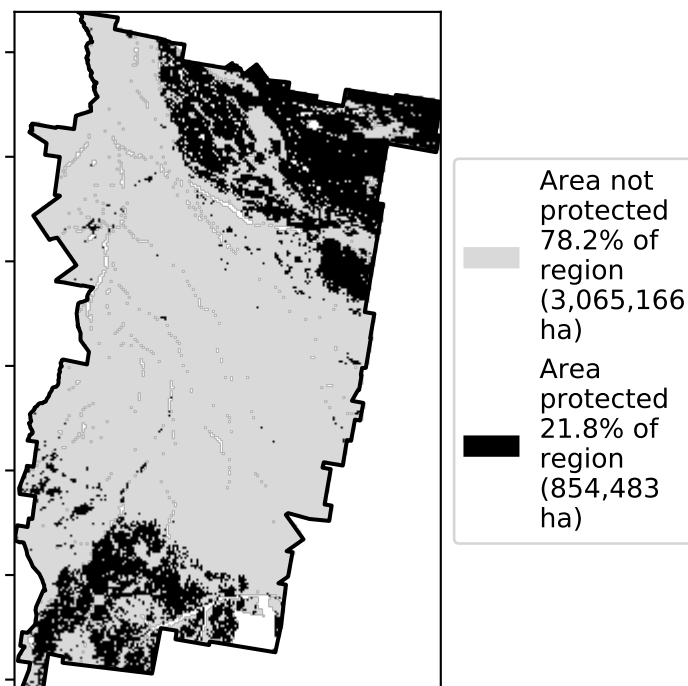 Area not
protected
78.2% of
region
(3,065,166
ha)
Area
protected
21.8% of
region
(854,483
ha)